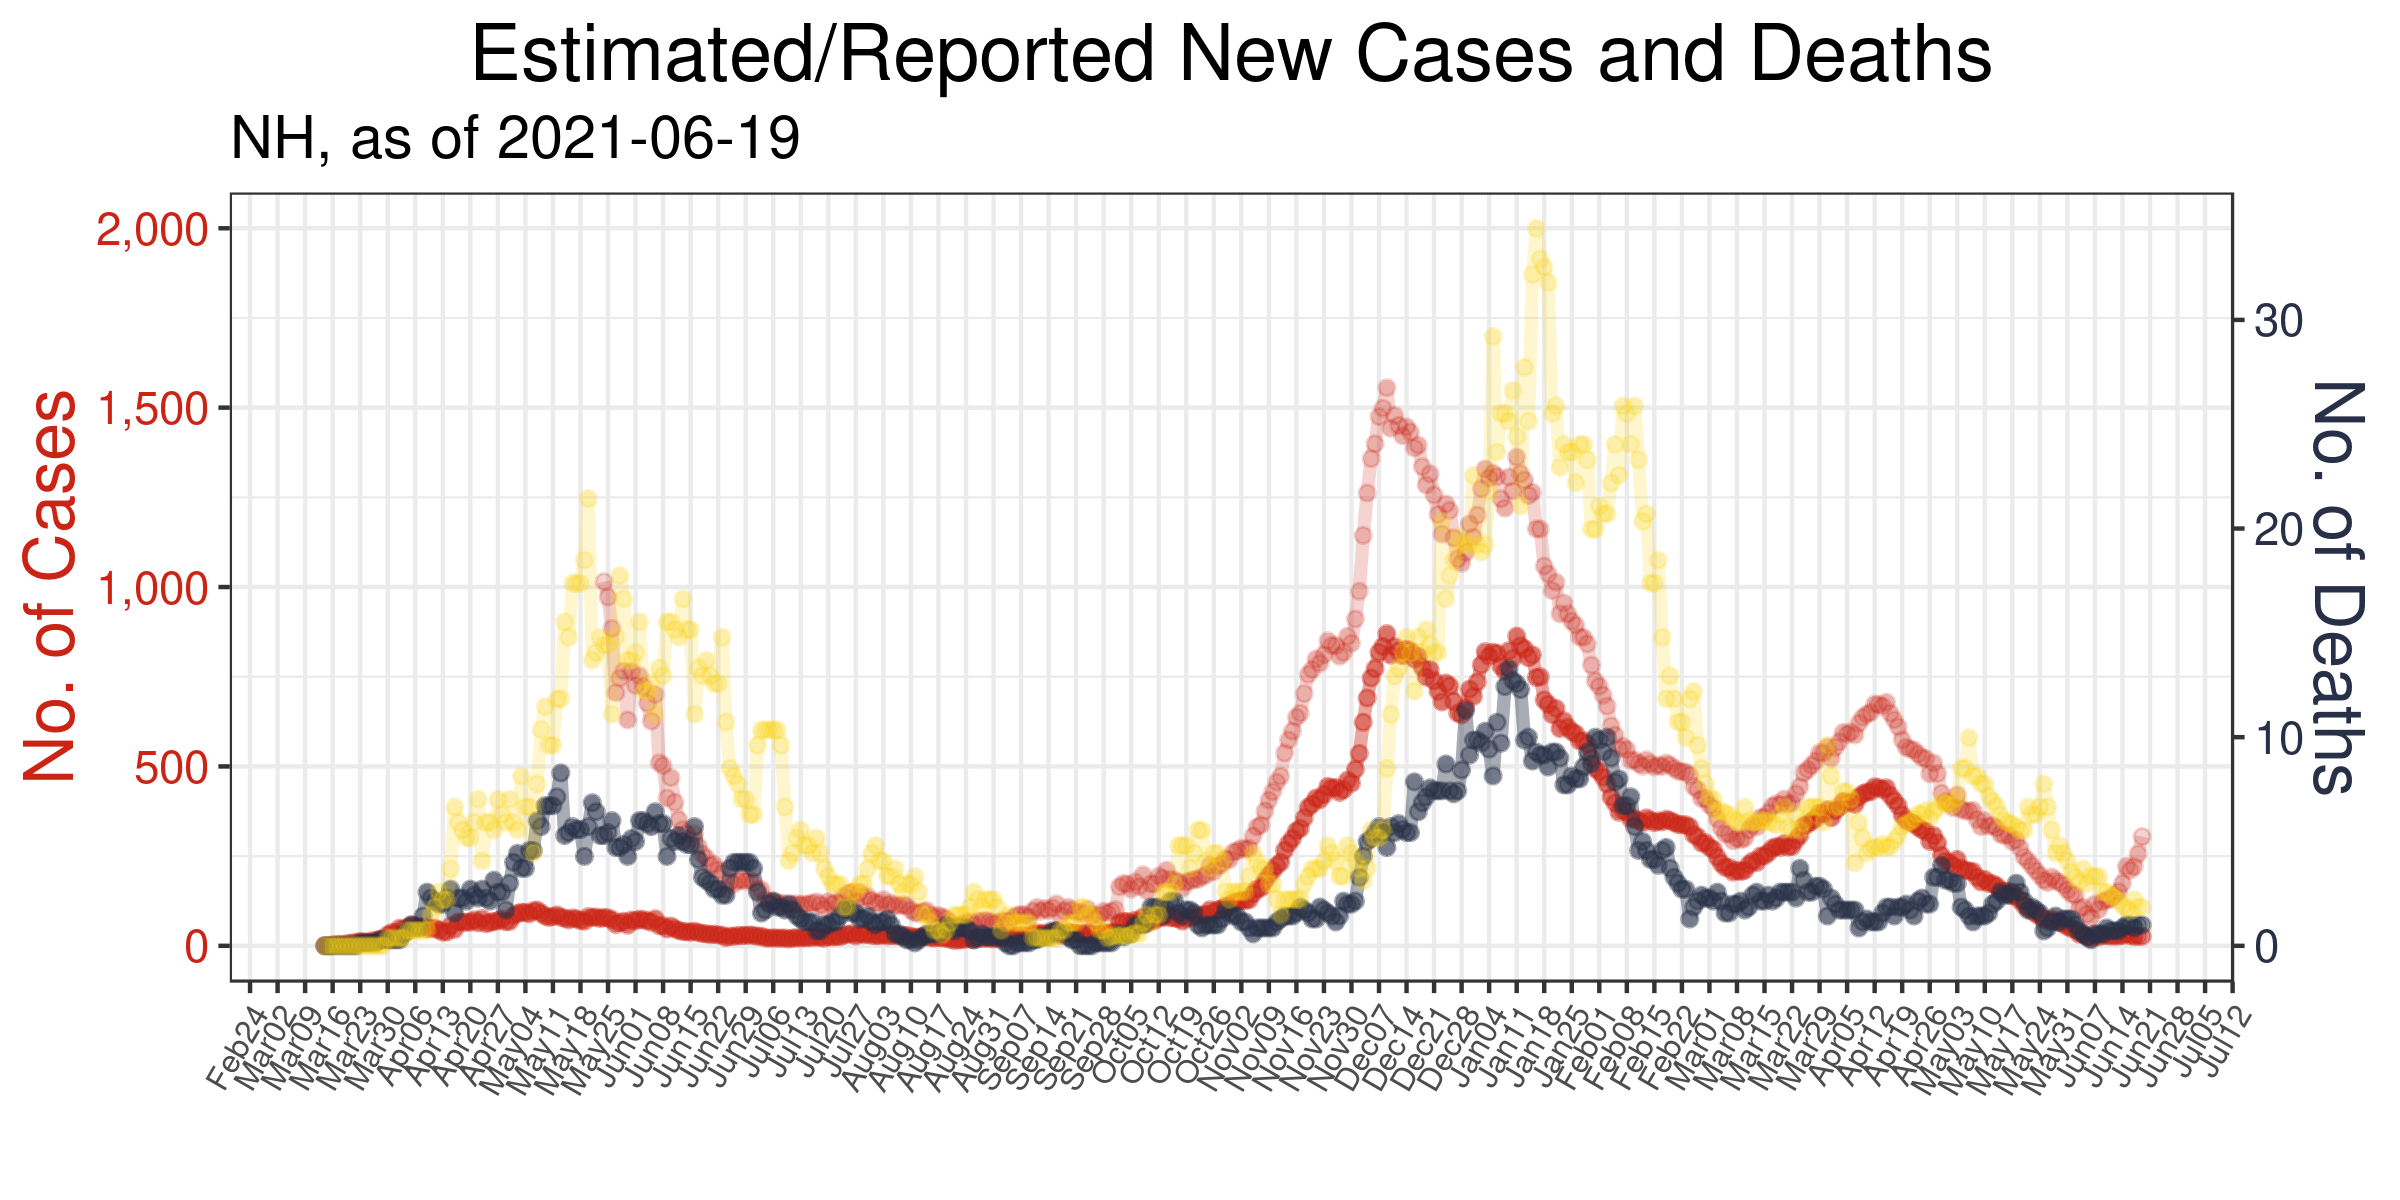 Estimated/Reported New Cases and Deaths
NH, as of 2021-06-19
No. of Cases
2,000
1,500
1,000
500
0
30
20
10
0
No. of Deaths
Feb24
Mar02
Mar09
Mar16
Mar23
Mar30
Apr06
Apr13
Apr20
Apr27
May04
May11
May18
May25
Jun01
Jun08
Jun15
Jun22
Jun29
Jul06
Jul13
Jul20
Jul27
Aug03
Aug10
Aug17
Aug24
Aug31
Sep07
Sep14
Sep21
Sep28
Oct05
Oct12
Oct19
Oct26
Nov02
Nov09
Nov16
Nov23
Nov30
Dec07
Dec14
Dec21
Dec28
Jan04
Jan11
Jan18
Jan25
Feb01
Feb08
Feb15
Feb22
Mar01
Mar08
Mar15
Mar22
Mar29
Apr05
Apr12
Apr19
Apr26
May03
May10
May17
May24
May31
Jun07
Jun14
Jun21
Jun28
Jul05
Jul12